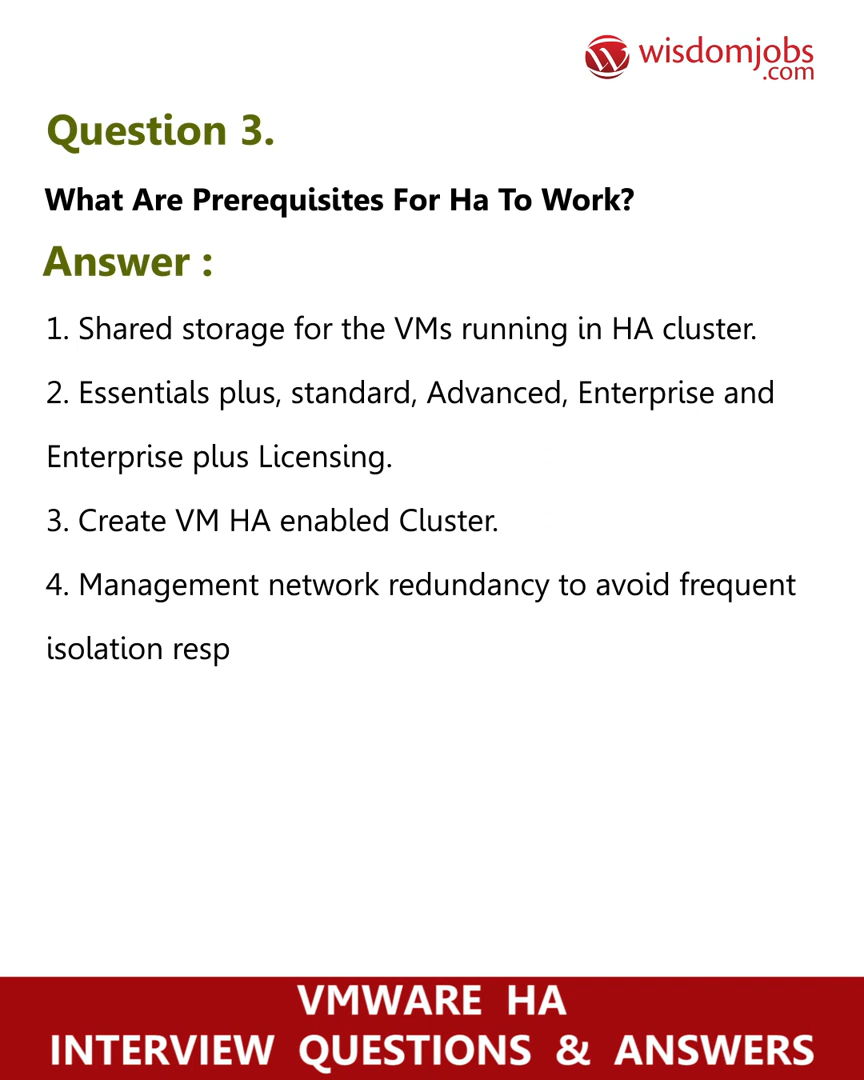 wisdomjobs
.com
Question 3.
What Are Prerequisites For Ha To Work?
Answer :
1. Shared storage for the VMs running in HA cluster.
2. Essentials plus, standard, Advanced, Enterprise and
Enterprise plus Licensing.
3. Create VM HA enabled Cluster.
4. Management network redundancy to avoid frequent
isolation resp
VMWARE HA
INTERVIEW QUESTIONS & ANSWERS